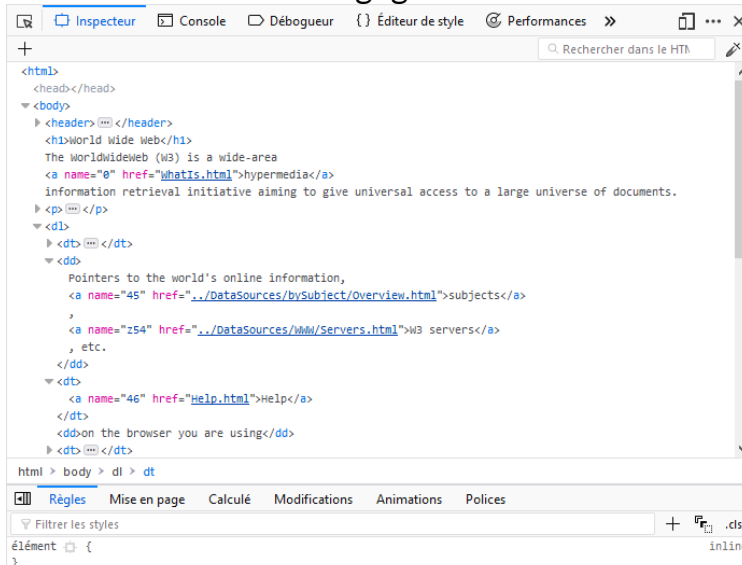 Inspecteur Console Débogueur {} Éditeur de style Performances »
+ Rechercher dans le HTM
<html>
<head></head>
<body>
<header> ... </header>
<h1>World Wide Web</h1>
The WorldWideWeb (W3) is a wide-area
<a name="0" href="WhatIs.html">hypermedia</a>
information retrieval initiative aiming to give universal access to a large universe of documents.
<p> ... </p>
<dl>
<dt> ... </dt>
<dd>
Pointers to the world's online information,
<a name="45" href="../DataSources/bySubject/Overview.html">subjects</a>
,
<a name="z54" href="../DataSources/WWW/Servers.html">W3 servers</a>
, etc.
</dd>
<dt>
<a name="46" href="Help.html">Help</a>
</dt>
<dd>on the browser you are using</dd>
<dt> ... </dt>
html > body > dl > dt
Règles Mise en page Calculé Modifications Animations Polices
Filtrer les styles + .cls
élément { inline
}